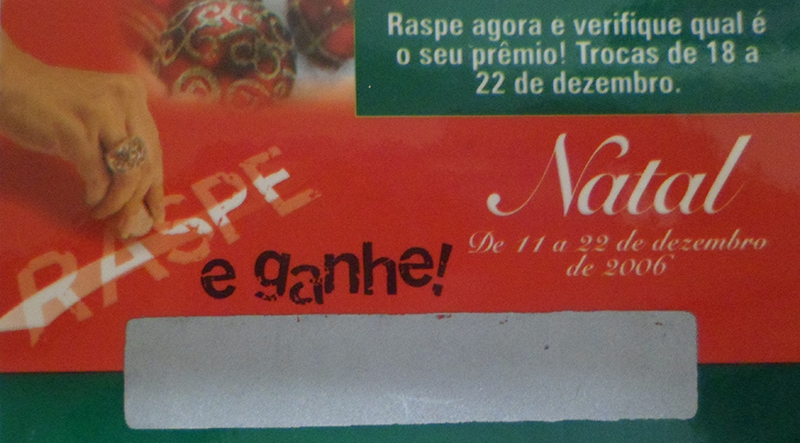 Raspe agora e verifique qual é
o seu prêmio! Trocas de 18 a
22 de dezembro.
RASPE
e ganhe!
Natal
De 11 a 22 de dezembro
de 2006